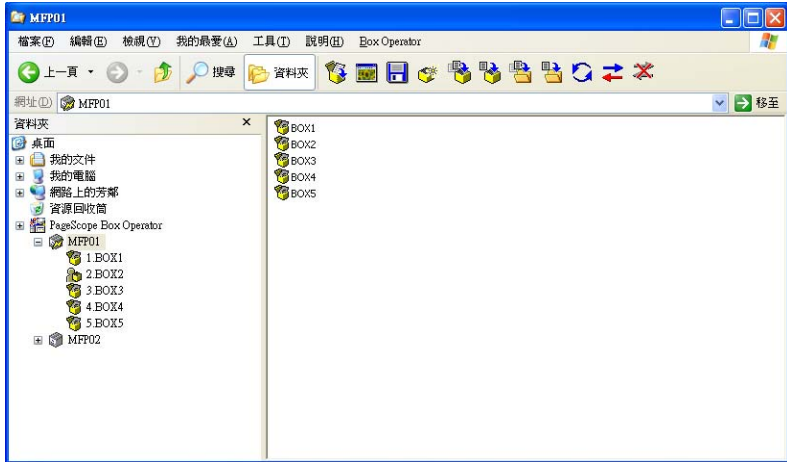 MFP01
檔案(F) 編輯(E) 檢視(V) 我的最愛(A) 工具(T) 說明(H) Box Operator
上一頁 搜尋 資料夾
網址(D) MFP01 移至
資料夾
桌面
我的文件
我的電腦
網路上的芳鄰
資源回收筒
PageScope Box Operator
MFP01
1.BOX1
2.BOX2
3.BOX3
4.BOX4
5.BOX5
MFP02
BOX1
BOX2
BOX3
BOX4
BOX5